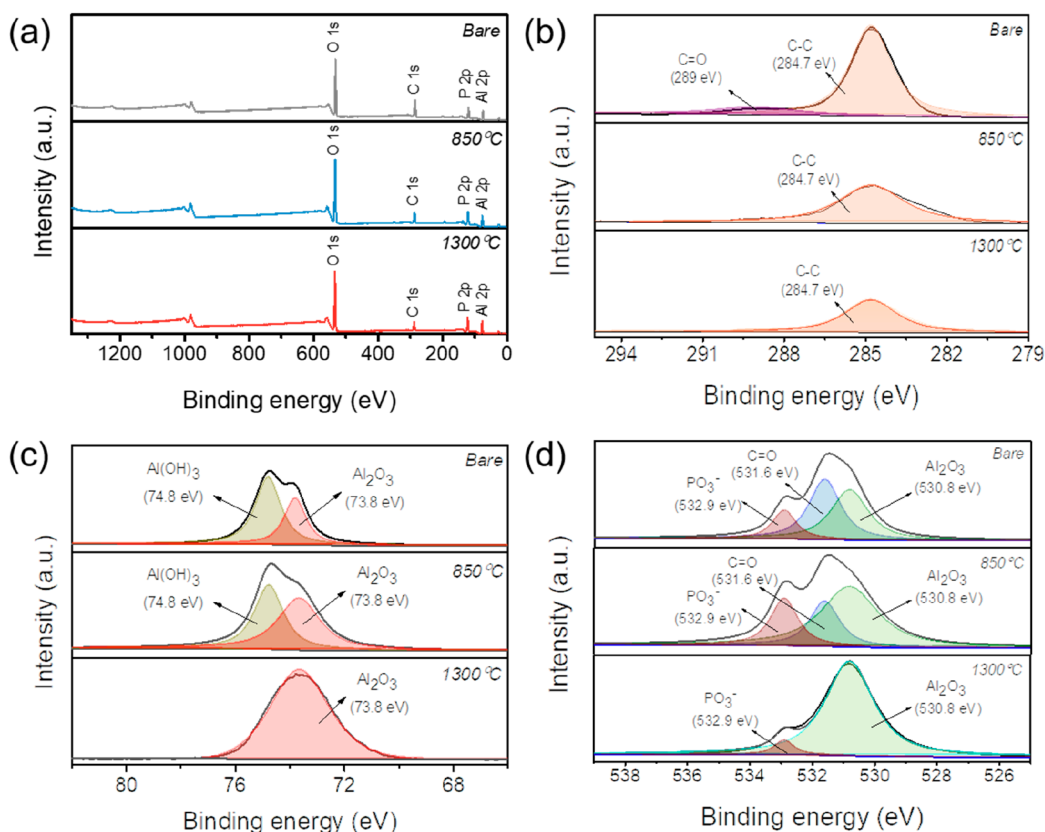 (a)
Bare
O 1s
C 1s
P 2p
Al 2p
850°C
O 1s
C 1s
P 2p
Al 2p
1300°C
O 1s
C 1s
P 2p
Al 2p
Intensity (a.u.)
1200 1000 800 600 400 200 0
Binding energy (eV)
(b)
Bare
C=O
(289 eV)
C-C
(284.7 eV)
850°C
C-C
(284.7 eV)
1300°C
C-C
(284.7 eV)
Intensity (a.u.)
294 291 288 285 282 279
Binding energy (eV)
(c)
Bare
Al(OH)3
(74.8 eV)
Al2O3
(73.8 eV)
850°C
Al(OH)3
(74.8 eV)
Al2O3
(73.8 eV)
1300°C
Al2O3
(73.8 eV)
Intensity (a.u.)
80 76 72 68
Binding energy (eV)
(d)
Bare
C=O
(531.6 eV)
PO3-
(532.9 eV)
Al2O3
(530.8 eV)
850°C
C=O
(531.6 eV)
PO3-
(532.9 eV)
Al2O3
(530.8 eV)
1300°C
PO3-
(532.9 eV)
Al2O3
(530.8 eV)
Intensity (a.u.)
538 536 534 532 530 528 526
Binding energy (eV)